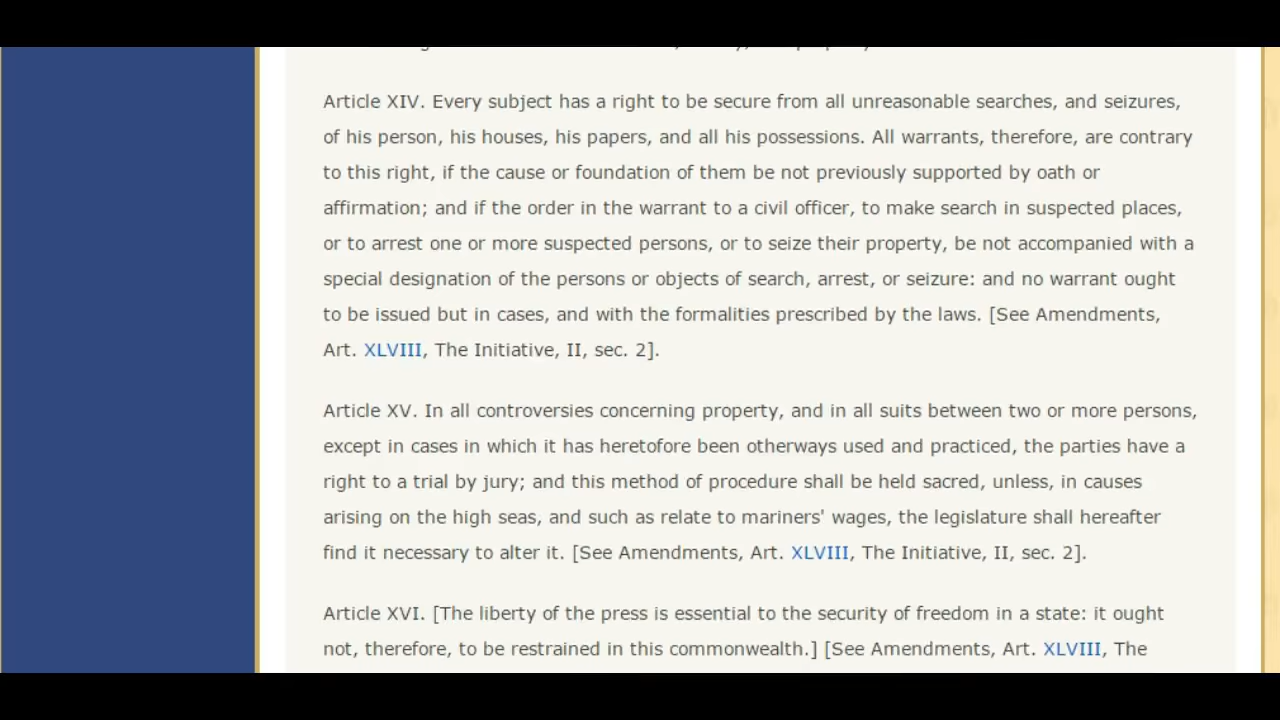 Article XIV. Every subject has a right to be secure from all unreasonable searches, and seizures,
of his person, his houses, his papers, and all his possessions. All warrants, therefore, are contrary
to this right, if the cause or foundation of them be not previously supported by oath or
affirmation; and if the order in the warrant to a civil officer, to make search in suspected places,
or to arrest one or more suspected persons, or to seize their property, be not accompanied with a
special designation of the persons or objects of search, arrest, or seizure: and no warrant ought
to be issued but in cases, and with the formalities prescribed by the laws. [See Amendments,
Art. XLVIII, The Initiative, II, sec. 2].
Article XV. In all controversies concerning property, and in all suits between two or more persons,
except in cases in which it has heretofore been otherways used and practiced, the parties have a
right to a trial by jury; and this method of procedure shall be held sacred, unless, in causes
arising on the high seas, and such as relate to mariners' wages, the legislature shall hereafter
find it necessary to alter it. [See Amendments, Art. XLVIII, The Initiative, II, sec. 2].
Article XVI. [The liberty of the press is essential to the security of freedom in a state: it ought
not, therefore, to be restrained in this commonwealth.] [See Amendments, Art. XLVIII, The